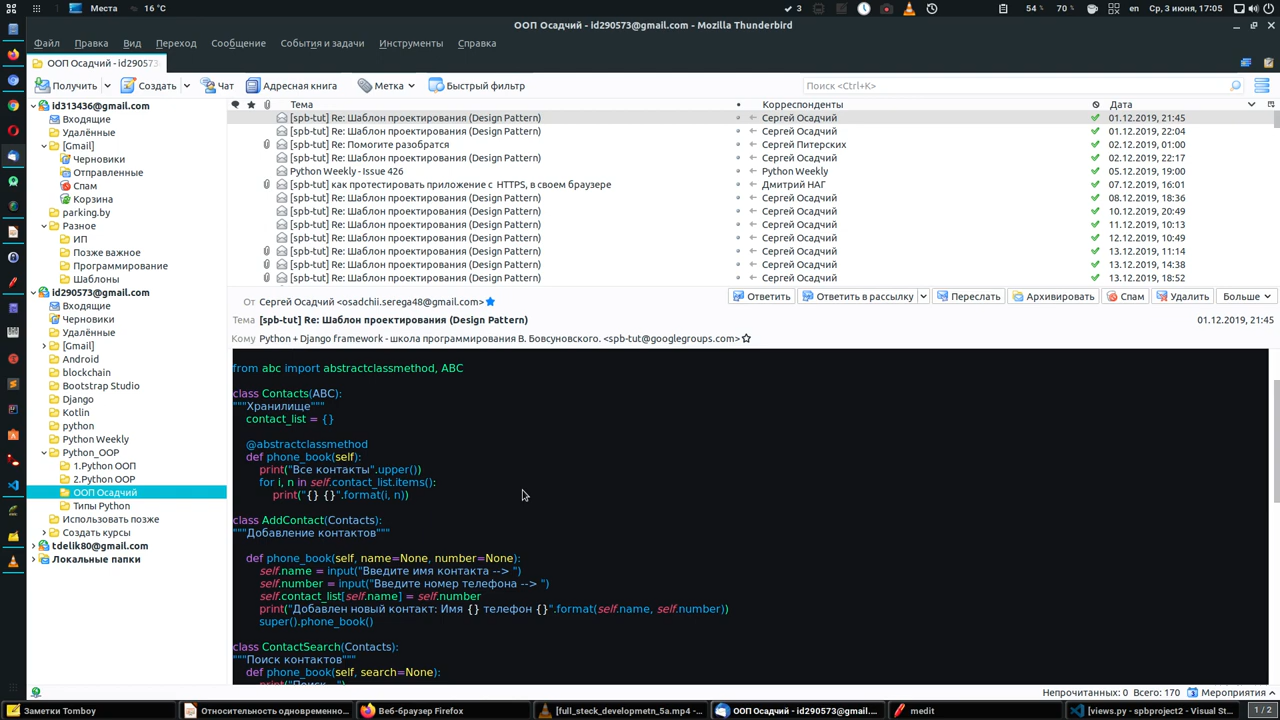 Места 16 °C
3 54 % 70 % en Ср, 3 июня, 17:05
ООП Осадчий - id290573@gmail.com - Mozilla Thunderbird
Файл Правка Вид Переход Сообщение События и задачи Инструменты Справка
ООП Осадчий - id290573
Получить Создать Чат Адресная книга Метка Быстрый фильтр Поиск <Ctrl+K>
id313436@gmail.com
Входящие
Удалённые
[Gmail]
Черновики
Отправленные
Спам
Корзина
parking.by
Разное
ИП
Позже важное
Программирование
Шаблоны
id290573@gmail.com
Входящие
Черновики
Удалённые
[Gmail]
Android
blockchain
Bootstrap Studio
Django
Kotlin
python
Python Weekly
Python_OOP
1.Python ООП
2.Python OOP
ООП Осадчий
Типы Python
Использовать позже
Создать курсы
tdelik80@gmail.com
Локальные папки
Тема Корреспонденты Дата
[spb-tut] Re: Шаблон проектирования (Design Pattern) Сергей Осадчий 01.12.2019, 21:45
[spb-tut] Re: Шаблон проектирования (Design Pattern) Сергей Осадчий 01.12.2019, 22:04
[spb-tut] Re: Помогите разобратся Сергей Питерских 02.12.2019, 01:00
[spb-tut] Re: Шаблон проектирования (Design Pattern) Сергей Осадчий 02.12.2019, 22:17
Python Weekly - Issue 426 Python Weekly 05.12.2019, 19:00
[spb-tut] как протестировать приложение с HTTPS, в своем браузере Дмитрий НАГ 07.12.2019, 16:01
[spb-tut] Re: Шаблон проектирования (Design Pattern) Сергей Осадчий 08.12.2019, 18:36
[spb-tut] Re: Шаблон проектирования (Design Pattern) Сергей Осадчий 10.12.2019, 20:49
[spb-tut] Re: Шаблон проектирования (Design Pattern) Сергей Осадчий 11.12.2019, 10:13
[spb-tut] Re: Шаблон проектирования (Design Pattern) Сергей Осадчий 12.12.2019, 10:49
[spb-tut] Re: Шаблон проектирования (Design Pattern) Сергей Осадчий 13.12.2019, 11:14
[spb-tut] Re: Шаблон проектирования (Design Pattern) Сергей Осадчий 13.12.2019, 14:38
[spb-tut] Re: Шаблон проектирования (Design Pattern) Сергей Осадчий 13.12.2019, 18:52
От Сергей Осадчий <osadchii.serega48@gmail.com> Ответить Ответить в рассылку Переслать Архивировать Спам Удалить Больше
Тема [spb-tut] Re: Шаблон проектирования (Design Pattern) 01.12.2019, 21:45
Кому Python + Django framework - школа программирования В. Бовсуновского. <spb-tut@googlegroups.com>
from abc import abstractclassmethod, ABC
class Contacts(ABC):
"""Хранилище"""
contact_list = {}
@abstractclassmethod
def phone_book(self):
print("Все контакты".upper())
for i, n in self.contact_list.items():
print("{} {}".format(i, n))
class AddContact(Contacts):
"""Добавление контактов"""
def phone_book(self, name=None, number=None):
self.name = input("Введите имя контакта --> ")
self.number = input("Введите номер телефона --> ")
self.contact_list[self.name] = self.number
print("Добавлен новый контакт: Имя {} телефон {}".format(self.name, self.number))
super().phone_book()
class ContactSearch(Contacts):
"""Поиск контактов"""
def phone_book(self, search=None):
Непрочитанных: 0 Всего: 170 Мероприятия
Заметки Tomboy Относительность одновременно... Веб-браузер Firefox [full_steck_developmetn_5a.mp4 -... ООП Осадчий - id290573@gmail... medit [views.py - spbproject2 - Visual St... 1 / 2